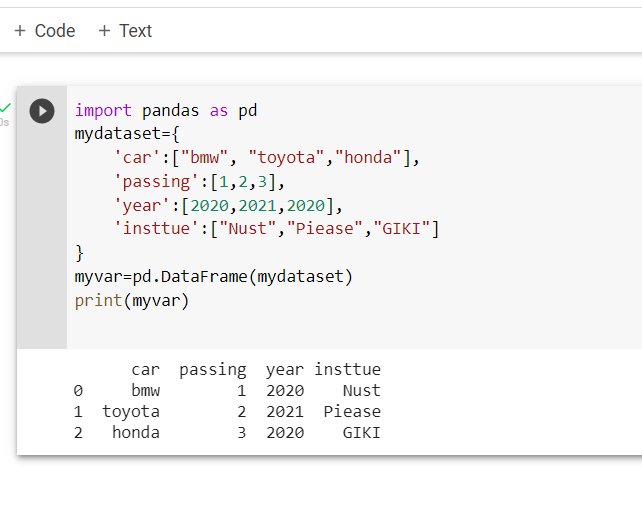 + Code + Text
0s
import pandas as pd
mydataset={
    'car':["bmw", "toyota","honda"],
    'passing':[1,2,3],
    'year':[2020,2021,2020],
    'insttue':["Nust","Piease","GIKI"]
}
myvar=pd.DataFrame(mydataset)
print(myvar)
      car  passing  year insttue
0     bmw        1  2020    Nust
1  toyota        2  2021  Piease
2   honda        3  2020    GIKI